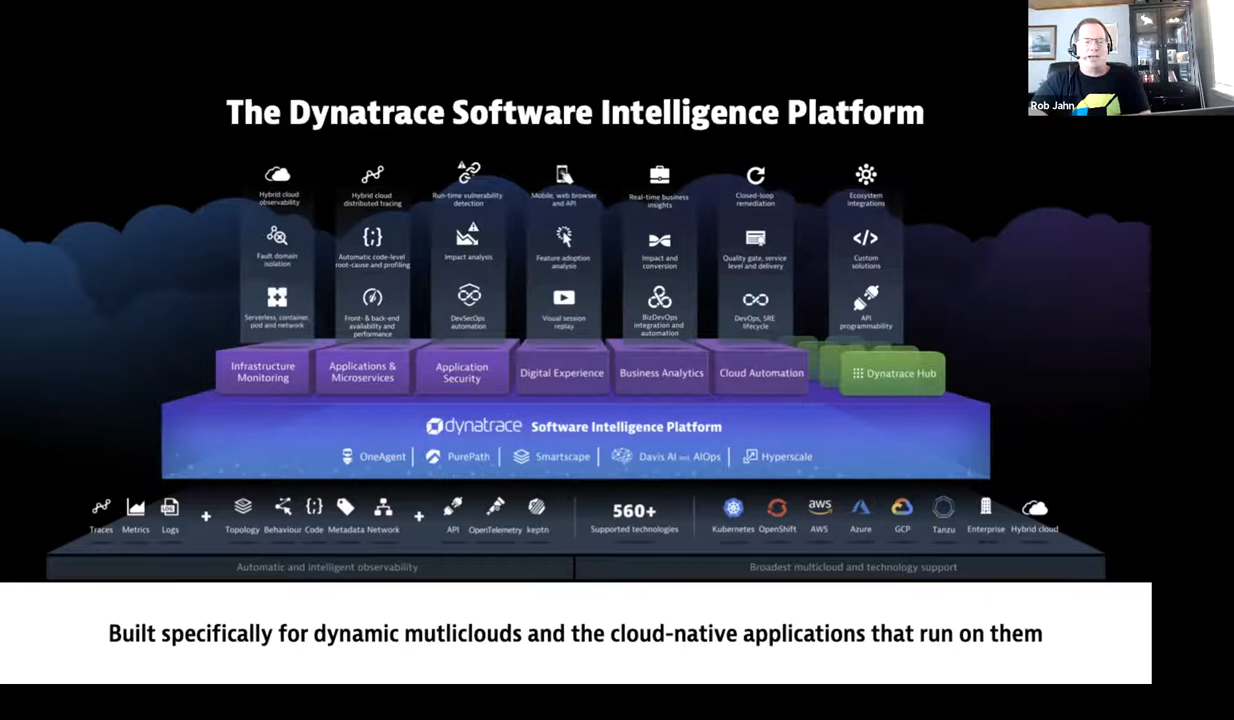 Rob Jahn
The Dynatrace Software Intelligence Platform
Hybrid cloud
observability
Hybrid cloud
distributed tracing
Run-time vulnerability
detection
Mobile, web browser
and API
Real-time business
insights
Closed-loop
remediation
Ecosystem
integrations
Fault domain
isolation
Automatic code-level
root-cause and profiling
Impact analysis
Feature adoption
analysis
Impact and
conversion
Quality gate, service
level and delivery
Custom
solutions
Serverless, container,
pod and network
Front- & back-end
availability and
performance
DevSecOps
automation
Visual session
replay
BizDevOps
integration and
automation
DevOps, SRE
lifecycle
API
programmability
Infrastructure
Monitoring
Applications &
Microservices
Application
Security
Digital Experience
Business Analytics
Cloud Automation
Dynatrace Hub
dynatrace Software Intelligence Platform
OneAgent
PurePath
Smartscape
Davis AI incl. AIOps
Hyperscale
Traces
Metrics
LOG
Logs
+
Topology
Behaviour
Code
Metadata
Network
+
API
OpenTelemetry
keptn
560+
Supported technologies
Kubernetes
OpenShift
aws
AWS
Azure
GCP
Tanzu
Enterprise
Hybrid cloud
Automatic and intelligent observability
Broadest multicloud and technology support
Built specifically for dynamic mutliclouds and the cloud-native applications that run on them